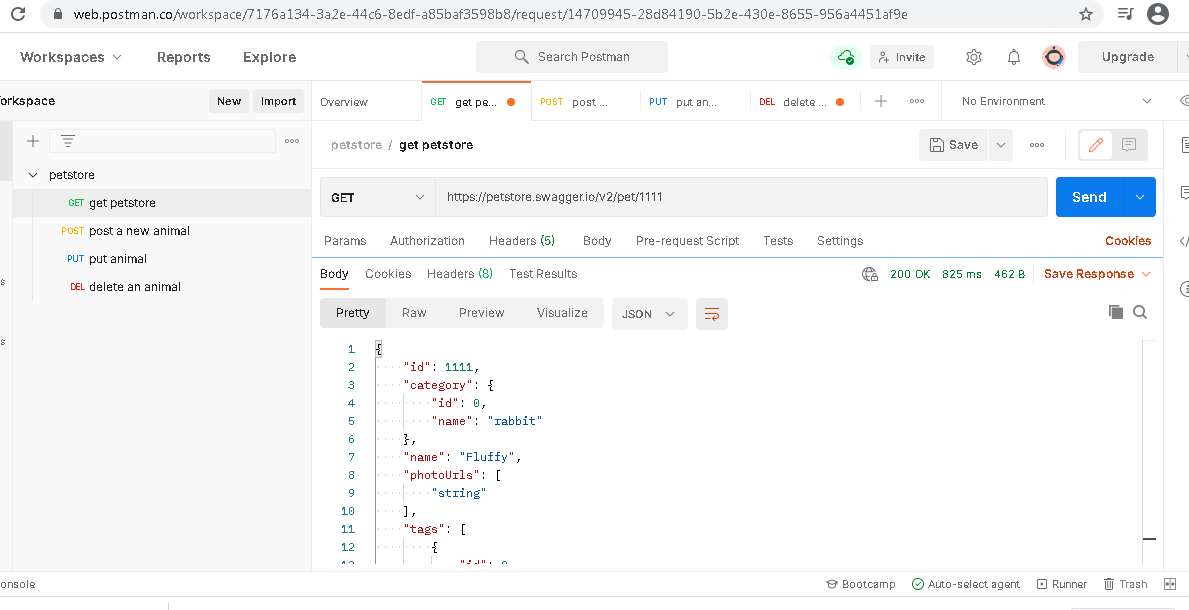 web.postman.co/workspace/7176a134-3a2e-44c6-8edf-a85baf3598b8/request/14709945-28d84190-5b2e-430e-8655-956a4451af9e
Workspaces Reports Explore Search Postman Invite Upgrade
orkspace New Import Overview GET get pe... POST post ... PUT put an... DEL delete ... No Environment
petstore / get petstore Save
petstore
GET get petstore
POST post a new animal
PUT put animal
DEL delete an animal
GET https://petstore.swagger.io/v2/pet/1111 Send
Params Authorization Headers (5) Body Pre-request Script Tests Settings Cookies
Body Cookies Headers (8) Test Results 200 OK 825 ms 462 B Save Response
Pretty Raw Preview Visualize JSON
1 {
2 "id": 1111,
3 "category": {
4 "id": 0,
5 "name": "rabbit"
6 },
7 "name": "Fluffy",
8 "photoUrls": [
9 "string"
10 ],
11 "tags": [
12 {
s
s
onsole Bootcamp Auto-select agent Runner Trash